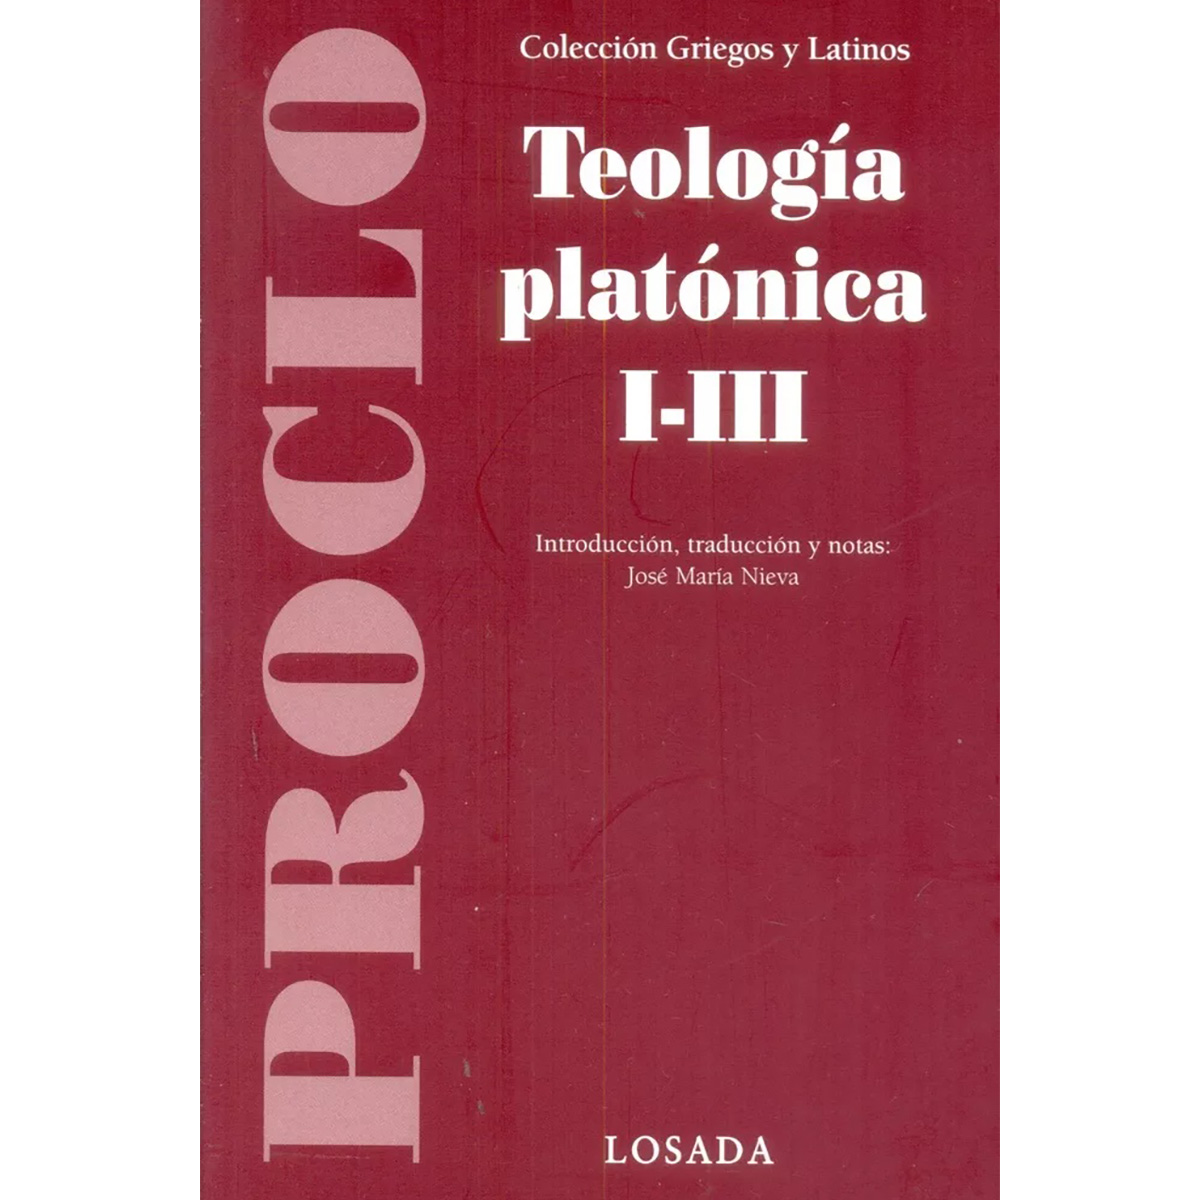 PROCLO
Colección Griegos y Latinos
Teología
platónica
I-III
Introducción, traducción y notas:
José María Nieva
LOSADA